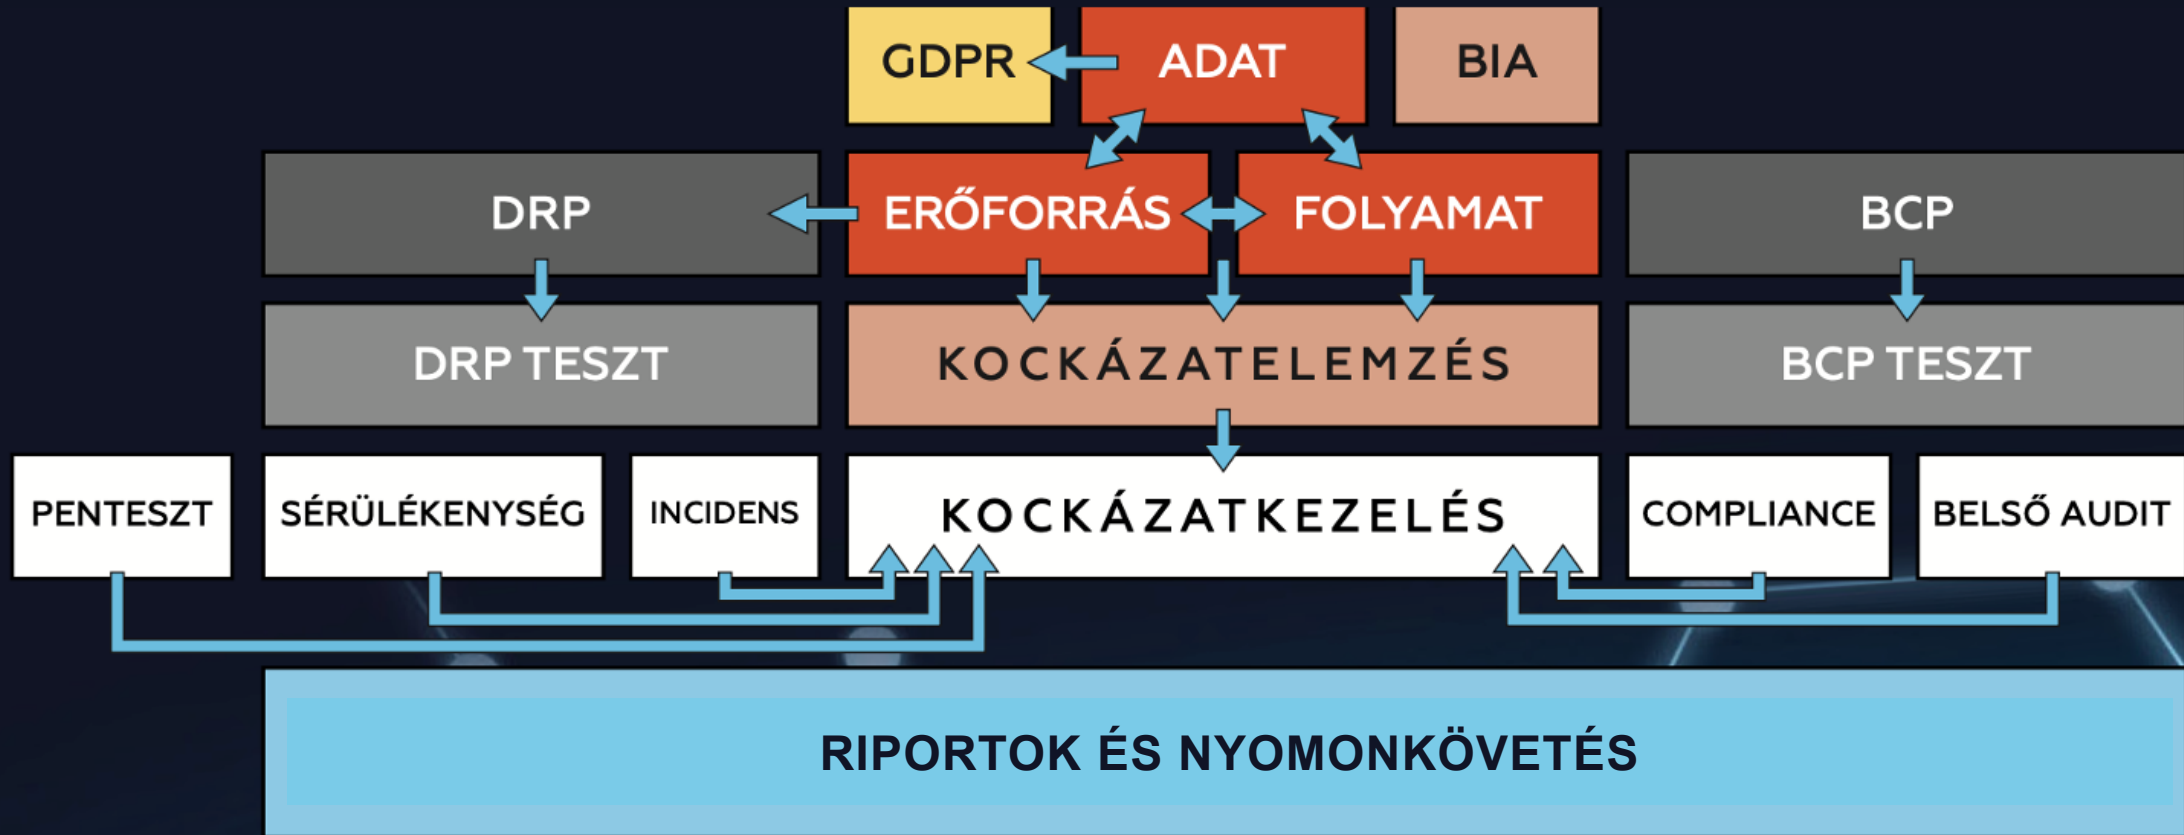 GDPR
ADAT
BIA
DRP
ERŐFORRÁS
FOLYAMAT
BCP
DRP TESZT
KOCKÁZATELEMZÉS
BCP TESZT
PENTESZT
SÉRÜLÉKENYSÉG
INCIDENS
KOCKÁZATKEZELÉS
COMPLIANCE
BELSŐ AUDIT
RIPORTOK ÉS NYOMONKÖVETÉS